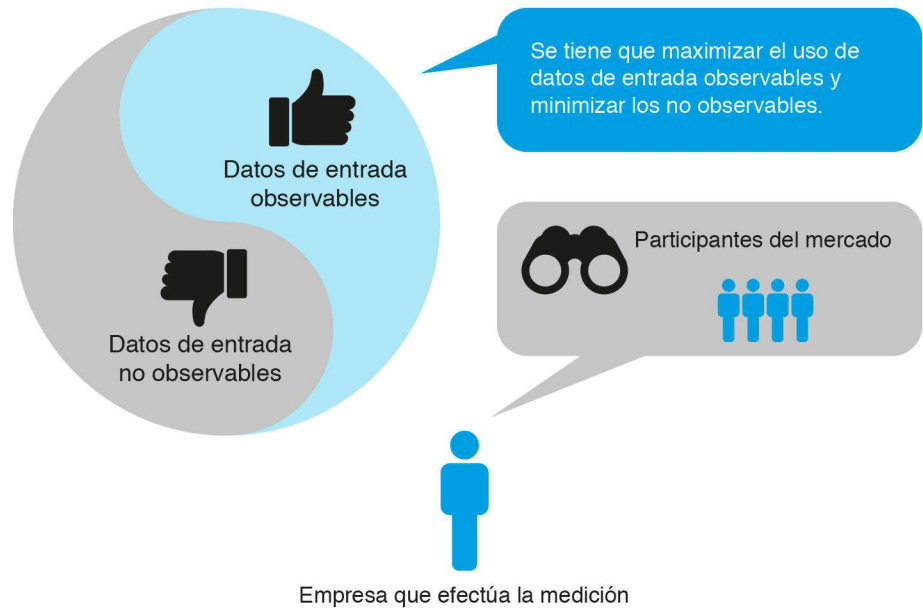 Se tiene que maximizar el uso de
datos de entrada observables y
minimizar los no observables.
Datos de entrada
observables
Participantes del mercado
Datos de entrada
no observables
Empresa que efectúa la medición